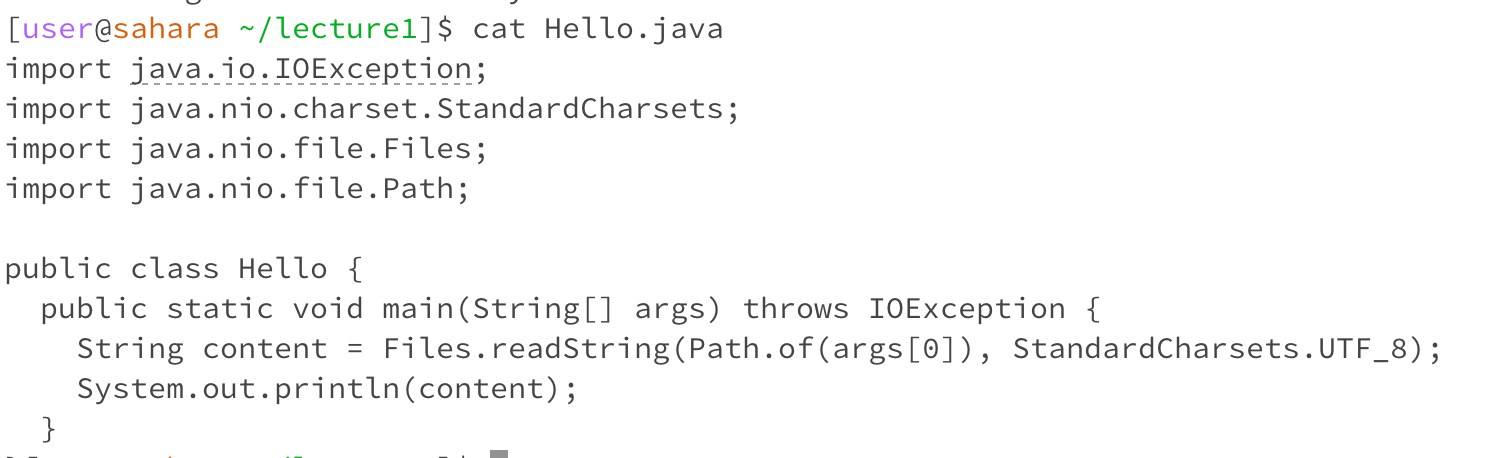 [user@sahara ~/lecture1]$ cat Hello.java
import java.io.IOException;
import java.nio.charset.StandardCharsets;
import java.nio.file.Files;
import java.nio.file.Path;

public class Hello {
  public static void main(String[] args) throws IOException {
    String content = Files.readString(Path.of(args[0]), StandardCharsets.UTF_8);
    System.out.println(content);
  }